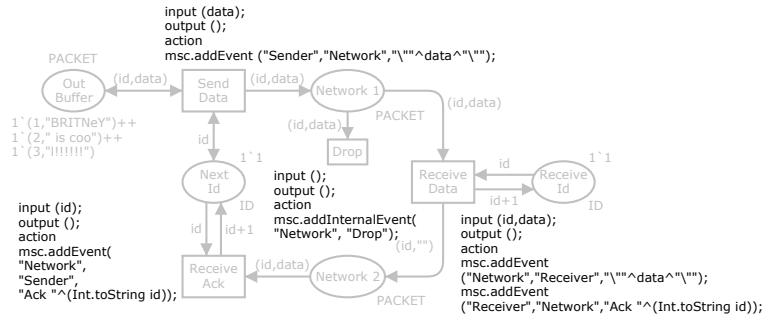 input (data);
output ();
action
msc.addEvent ("Sender","Network","\""^data^"\"");
PACKET
Out
Buffer
(id,data)
Send
Data
(id,data)
Network 1
PACKET
(id,data)
1`(1,"BRITNeY")++
1`(2," is coo")++
1`(3,"l!!!!!!!")
id
(id,data)
Drop
1`1
Next
Id
ID
input ();
output ();
action
msc.addInternalEvent(
"Network", "Drop");
Receive
Data
id
id+1
1`1
Receive
Id
ID
input (id);
output ();
action
msc.addEvent(
"Network",
"Sender",
"Ack "^(Int.toString id));
id
id+1
Receive
Ack
(id,data)
Network 2
PACKET
(id,"")
input (id,data);
output ();
action
msc.addEvent
("Network","Receiver","\""^data^"\"");
msc.addEvent
("Receiver","Network","Ack "^(Int.toString id));